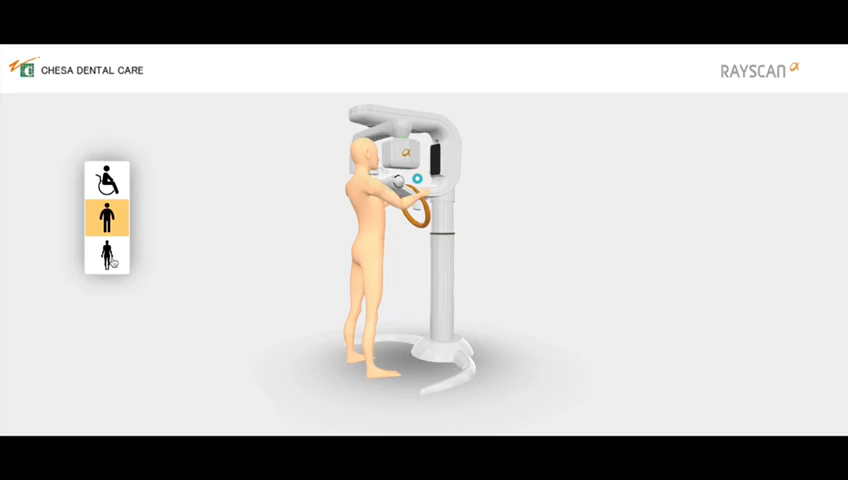 CHESA DENTAL CARE
RAYSCAN α
α